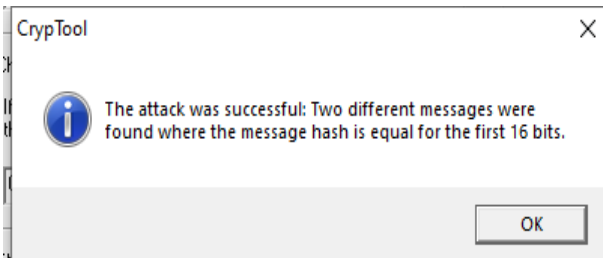 CrypTool
The attack was successful: Two different messages were
found where the message hash is equal for the first 16 bits.
OK